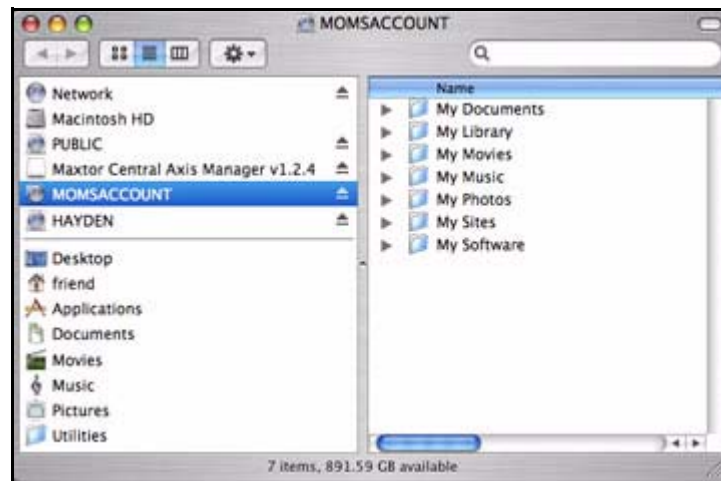 MOMSACCOUNT
Network
Macintosh HD
PUBLIC
Maxtor Central Axis Manager v1.2.4
MOMSACCOUNT
HAYDEN
Desktop
friend
Applications
Documents
Movies
Music
Pictures
Utilities
Name
My Documents
My Library
My Movies
My Music
My Photos
My Sites
My Software
7 items, 891.59 GB available